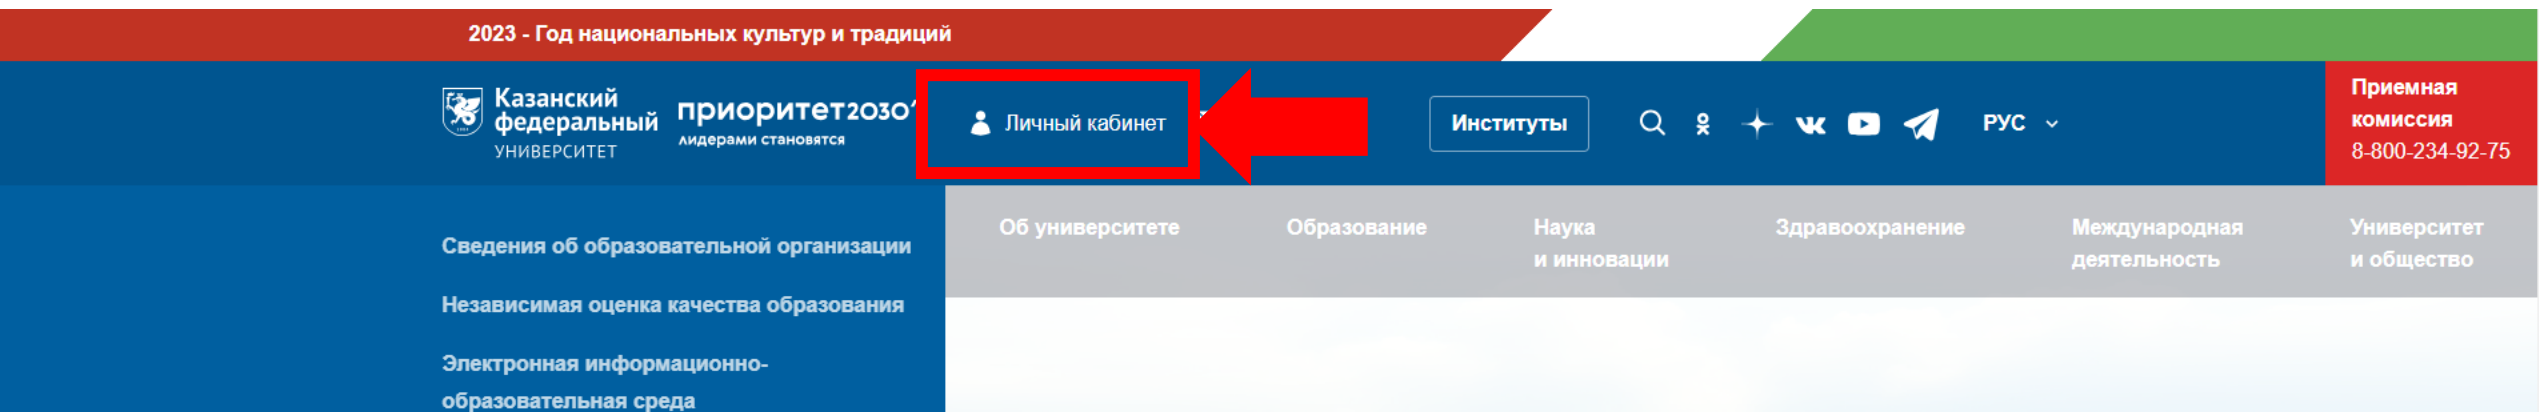 2023 - Год национальных культур и традиций
Казанский
федеральный
УНИВЕРСИТЕТ
приоритет2030
лидерами становятся
Личный кабинет
Институты
РУС
Приемная
комиссия
8-800-234-92-75
Об университете
Образование
Наука
и инновации
Здравоохранение
Международная
деятельность
Университет
и общество
Сведения об образовательной организации
Независимая оценка качества образования
Электронная информационно-
образовательная среда